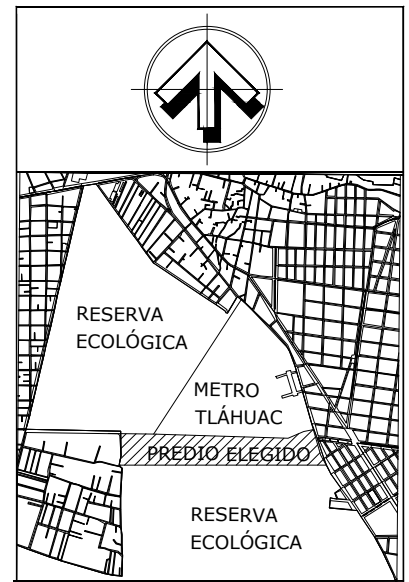 RESERVA
ECOLÓGICA
METRO
TLÁHUAC
PREDIO ELEGIDO
RESERVA
ECOLÓGICA